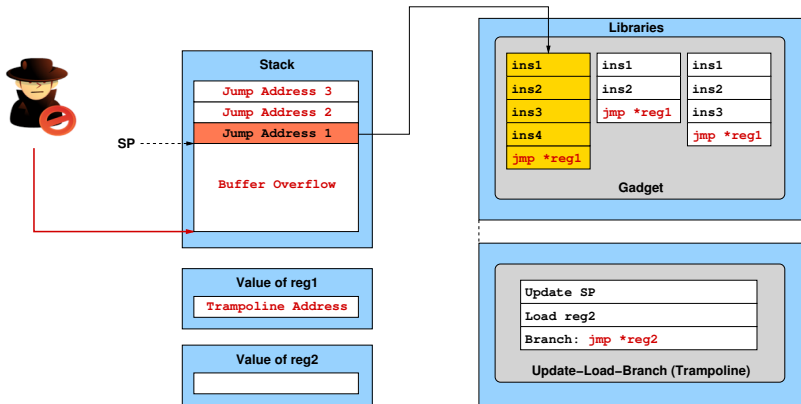 Stack
Jump Address 3
Jump Address 2
Jump Address 1
SP
Buffer Overflow
Value of reg1
Trampoline Address
Value of reg2
Libraries
ins1
ins2
ins3
ins4
jmp *reg1
ins1
ins2
jmp *reg1
ins1
ins2
ins3
jmp *reg1
Gadget
Update SP
Load reg2
Branch: jmp *reg2
Update−Load−Branch (Trampoline)